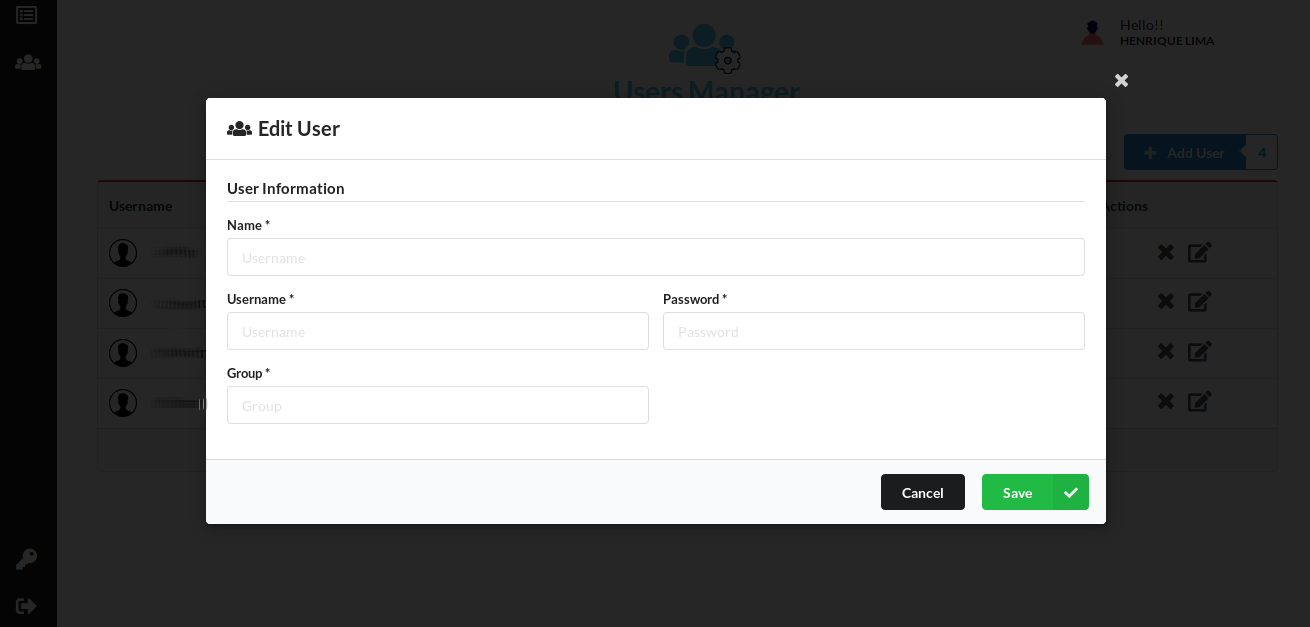 Hello!!
HENRIQUE LIMA
Users Manager
Edit User
Add User 4
User Information
Username
Actions
Name *
Username
Username *
Password *
Username
Password
Group *
Group
Cancel
Save